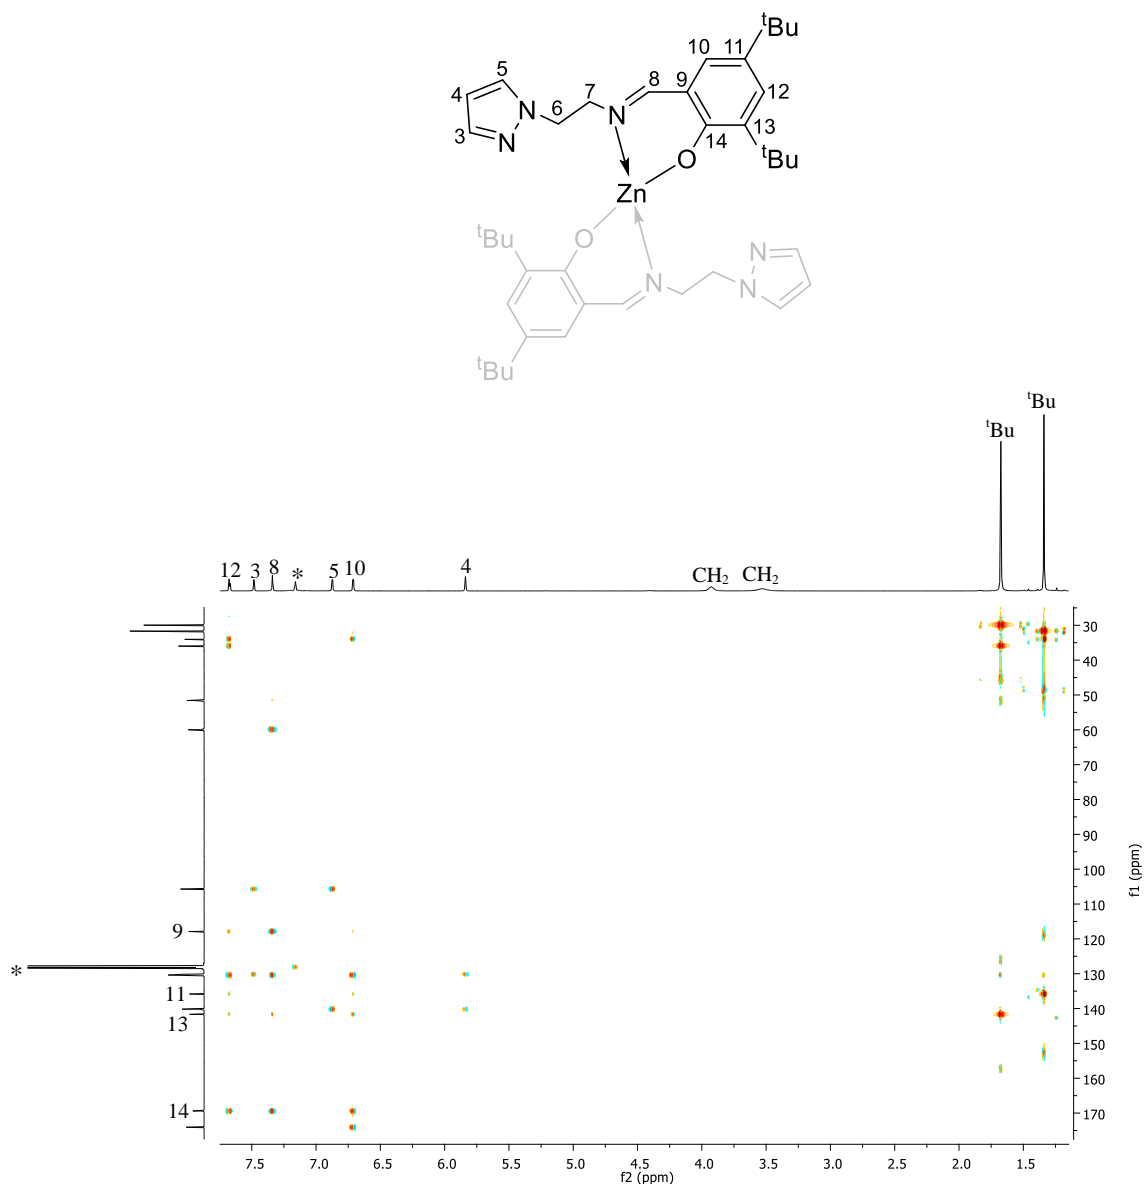 tBu
10
11
5
8
9
12
4
7
N
6
N
13
3
N
14
O
tBu
Zn
tBu
O
N
N
N
tBu
tBu
tBu
12 3 8 * 5 10 4 CH2 CH2
30
40
50
60
70
80
90
100
110
9
120
*
130
11
140
13
150
160
14
170
f1 (ppm)
7.5 7.0 6.5 6.0 5.5 5.0 4.5 4.0 3.5 3.0 2.5 2.0 1.5
f2 (ppm)